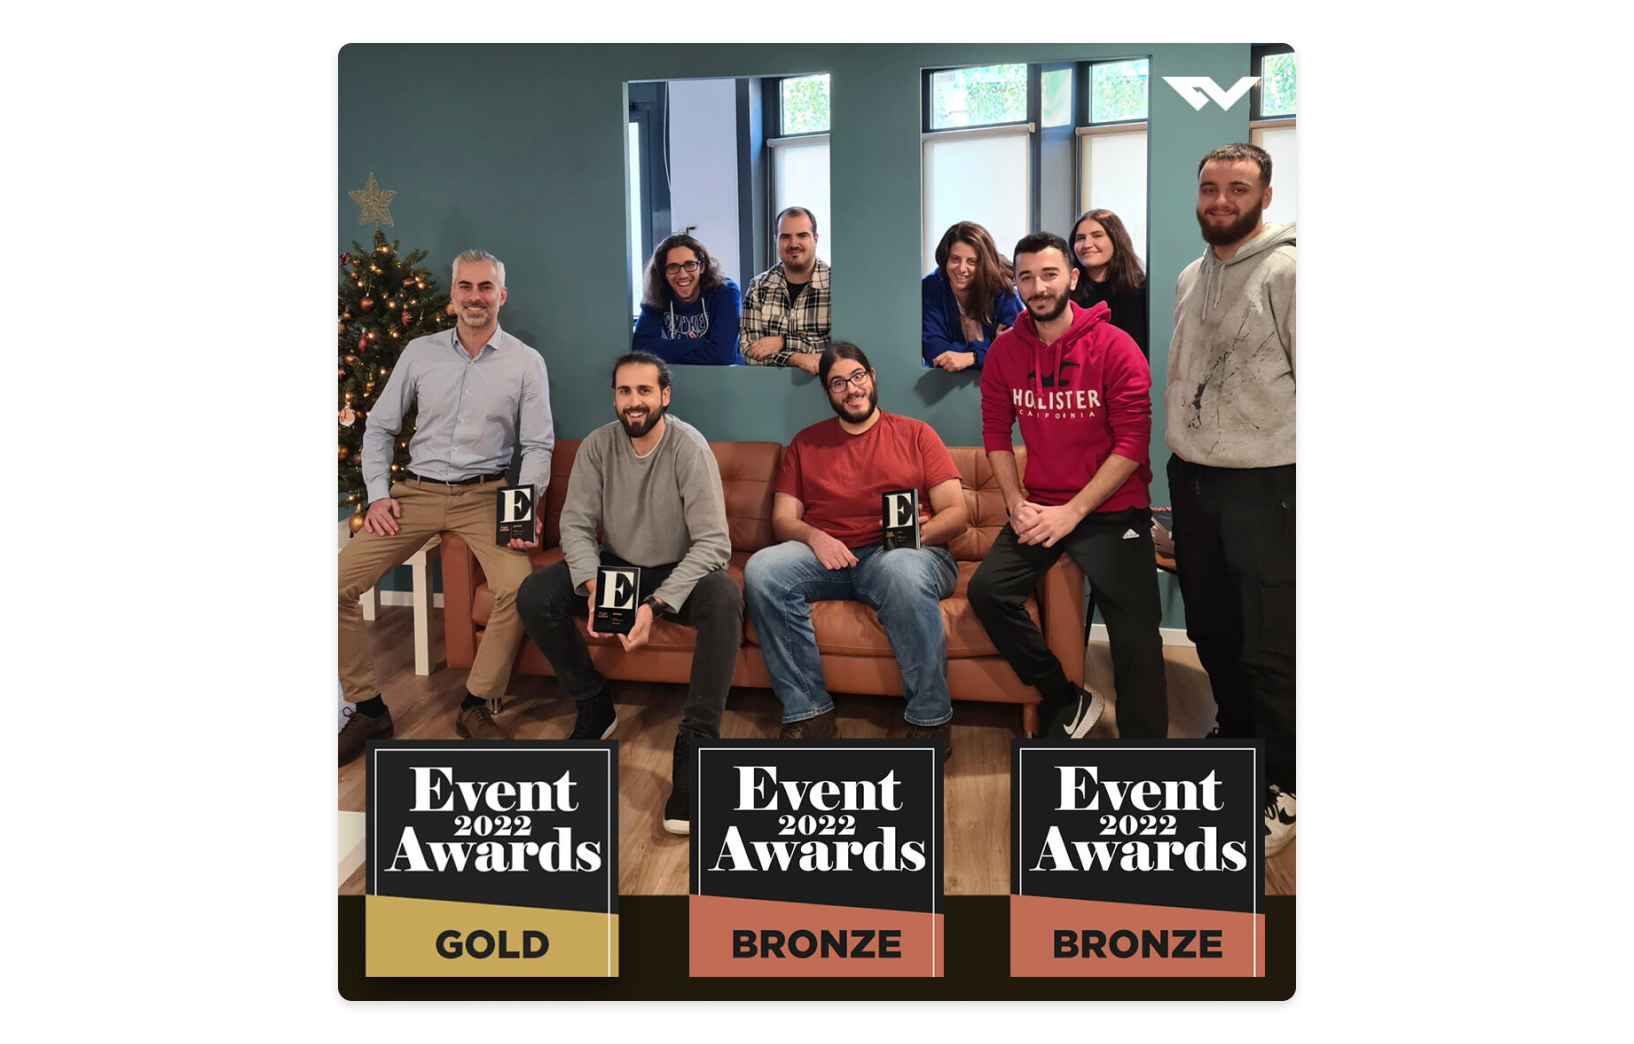 HOLLISTER
CALIFORNIA
E
E
E
Event
2022
Awards
GOLD
Event
2022
Awards
BRONZE
Event
2022
Awards
BRONZE